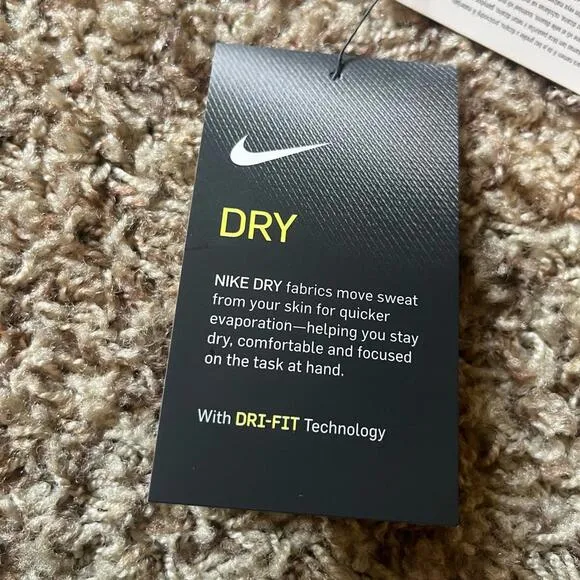 DRY
NIKE DRY fabrics move sweat
from your skin for quicker
evaporation—helping you stay
dry, comfortable and focused
on the task at hand.
With DRI-FIT Technology